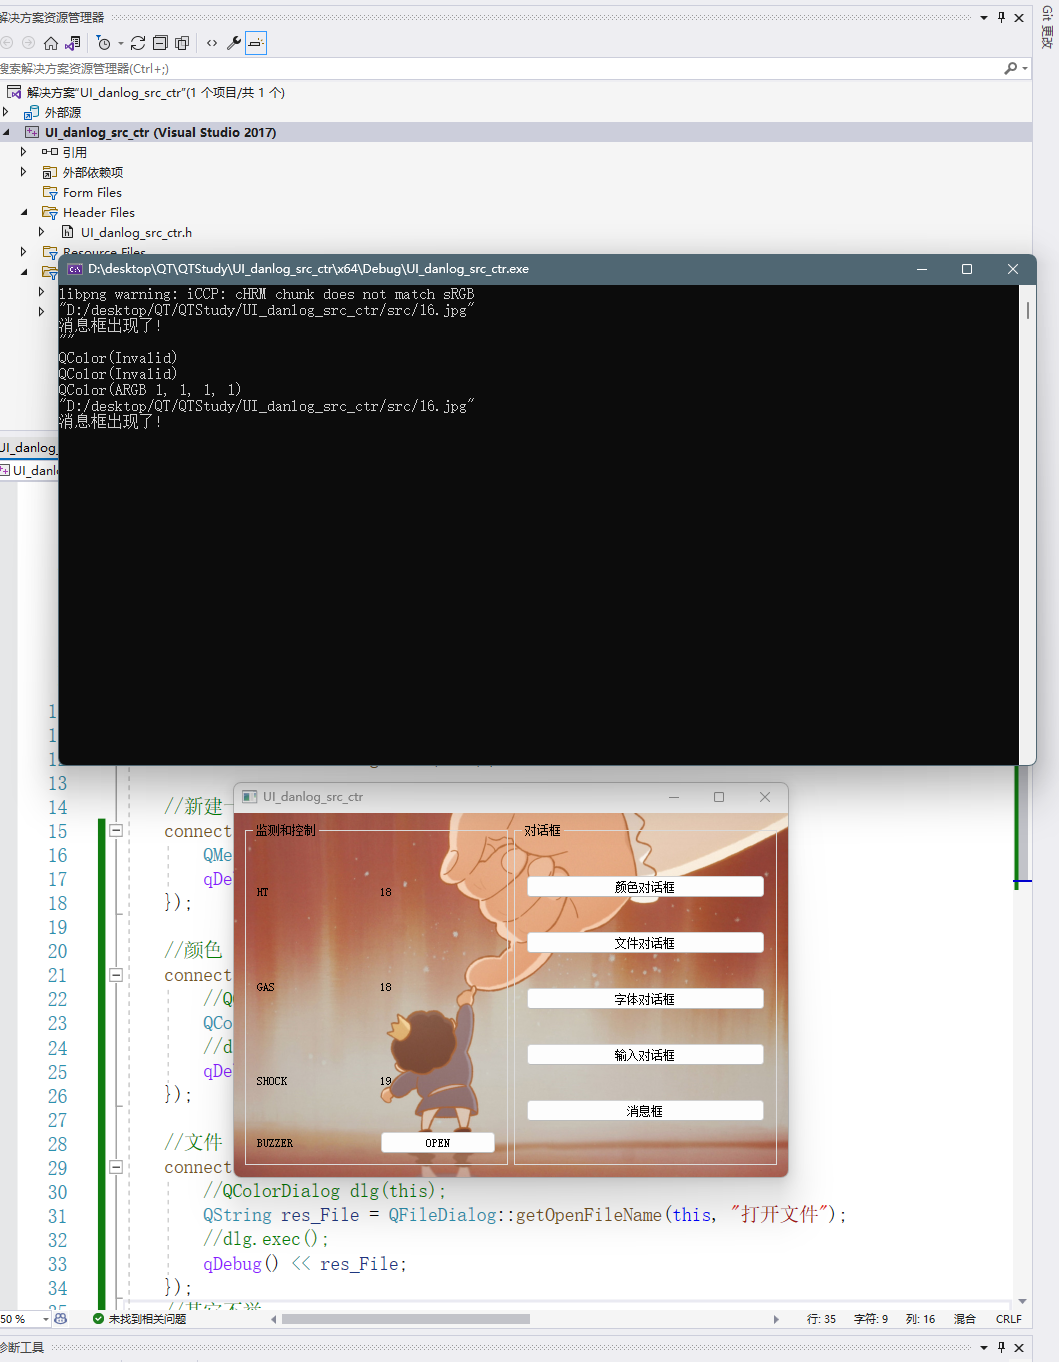 解决方案资源管理器
Git 更改
搜索解决方案资源管理器(Ctrl+;)
解决方案"UI_danlog_src_ctr"(1 个项目/共 1 个)
外部源
UI_danlog_src_ctr (Visual Studio 2017)
引用
外部依赖项
Form Files
Header Files
UI_danlog_src_ctr.h
Resource Files
D:\desktop\QT\QTStudy\UI_danlog_src_ctr\x64\Debug\UI_danlog_src_ctr.exe
libpng warning: iCCP: cHRM chunk does not match sRGB
"D:/desktop/QT/QTStudy/UI_danlog_src_ctr/src/16.jpg"
消息框出现了!
""
QColor(Invalid)
QColor(Invalid)
QColor(ARGB 1, 1, 1, 1)
"D:/desktop/QT/QTStudy/UI_danlog_src_ctr/src/16.jpg"
消息框出现了!
UI_danlog_
UI_danl
13
14 //新建一
15 connect
16 QMe
17 qDe
18 });
19
20 //颜色
21 connect
22 //Q
23 QCo
24 //d
25 qDe
26 });
27
28 //文件
29 connect
30 //QColorDialog dlg(this);
31 QString res_File = QFileDialog::getOpenFileName(this, "打开文件");
32 //dlg.exec();
33 qDebug() << res_File;
34 });
UI_danlog_src_ctr
监测和控制
HT 18
GAS 18
SHOCK 19
BUZZER OPEN
对话框
颜色对话框
文件对话框
字体对话框
输入对话框
消息框
50 % 未找到相关问题 行: 35 字符: 9 列: 16 混合 CRLF
诊断工具